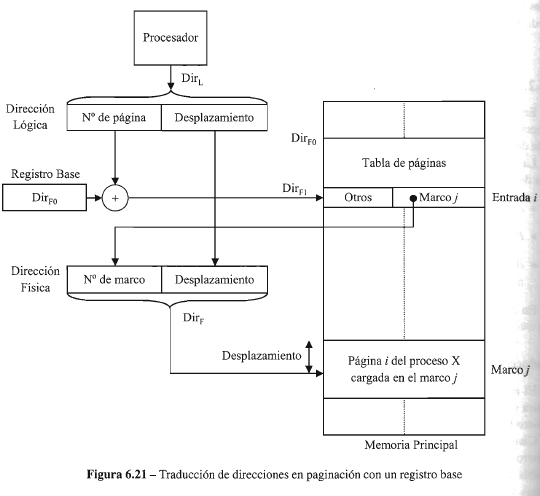 Procesador
Dir_L
Dirección Lógica
Nº de página Desplazamiento
Dir_F0
Tabla de páginas
Registro Base
Dir_F0
+
Dir_F1
Otros Marco j
Entrada i
Dirección Física
Nº de marco Desplazamiento
Dir_F
Desplazamiento
Página i del proceso X cargada en el marco j
Marco j
Memoria Principal
Figura 6.21 – Traducción de direcciones en paginación con un registro base